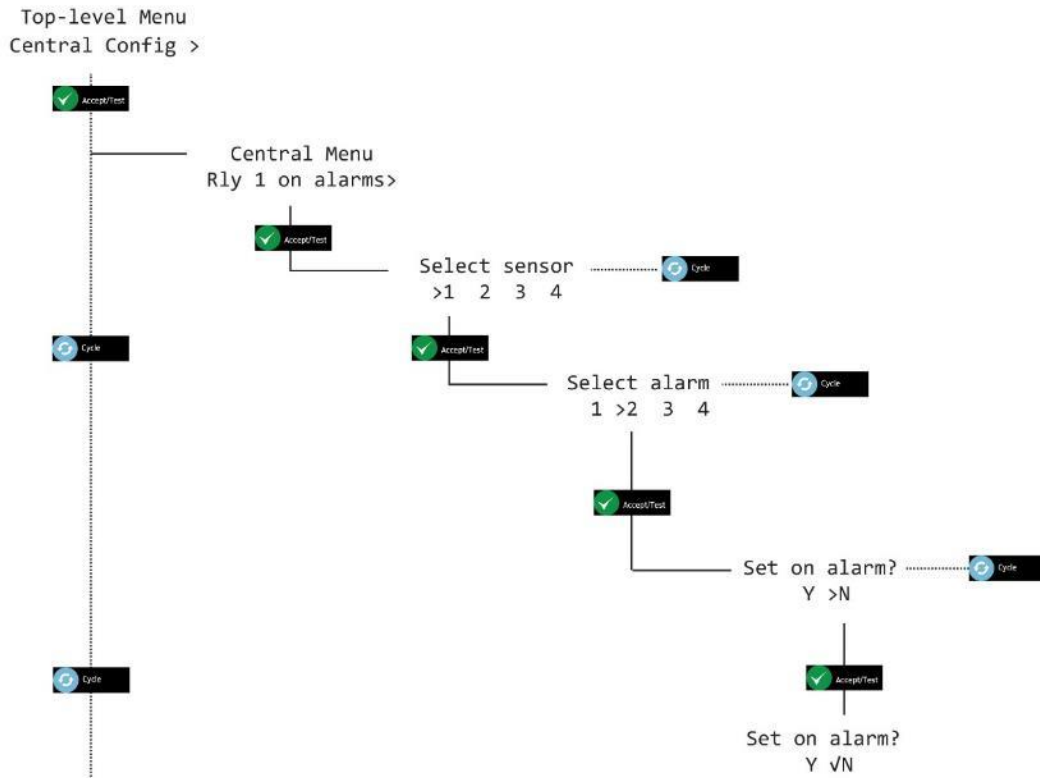 Top-level Menu
Central Config >
Accept/Test
Central Menu
Rly 1 on alarms>
Accept/Test
Select sensor
Cycle
>1 2 3 4
Cycle
Accept/Test
Select alarm
Cycle
1 >2 3 4
Accept/Test
Set on alarm?
Cycle
Y >N
Cycle
Accept/Test
Set on alarm?
Y √N